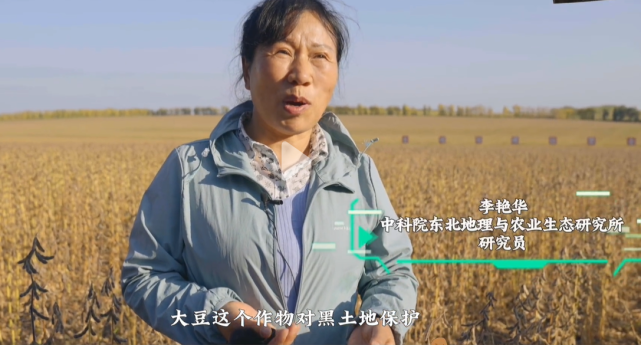 李艳华
中科院东北地理与农业生态研究所
研究员
大豆这个作物对黑土地保护